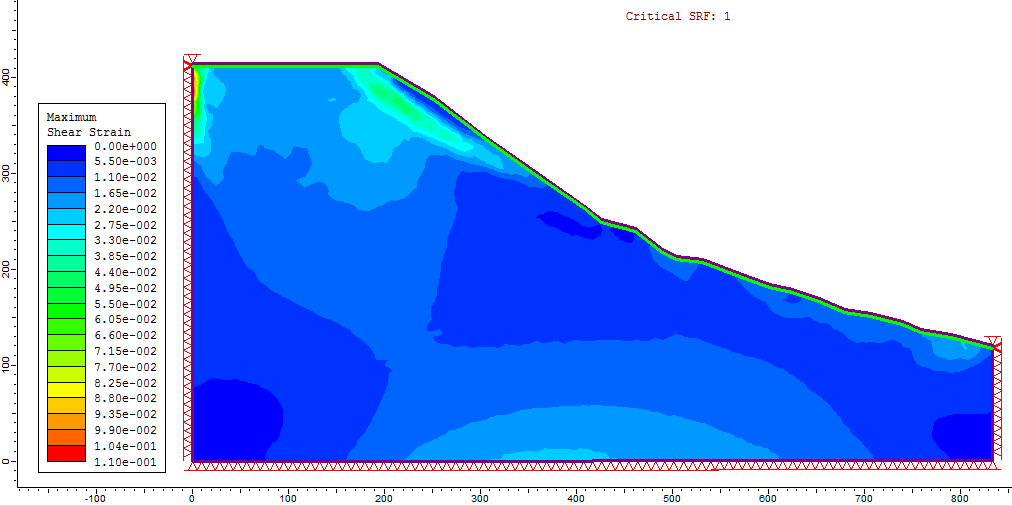 Critical SRF: 1
400
300
200
100
0
Maximum
Shear Strain
0.00e+000
5.50e-003
1.10e-002
1.65e-002
2.20e-002
2.75e-002
3.30e-002
3.85e-002
4.40e-002
4.95e-002
5.50e-002
6.05e-002
6.60e-002
7.15e-002
7.70e-002
8.25e-002
8.80e-002
9.35e-002
9.90e-002
1.04e-001
1.10e-001
-100
0
100
200
300
400
500
600
700
800